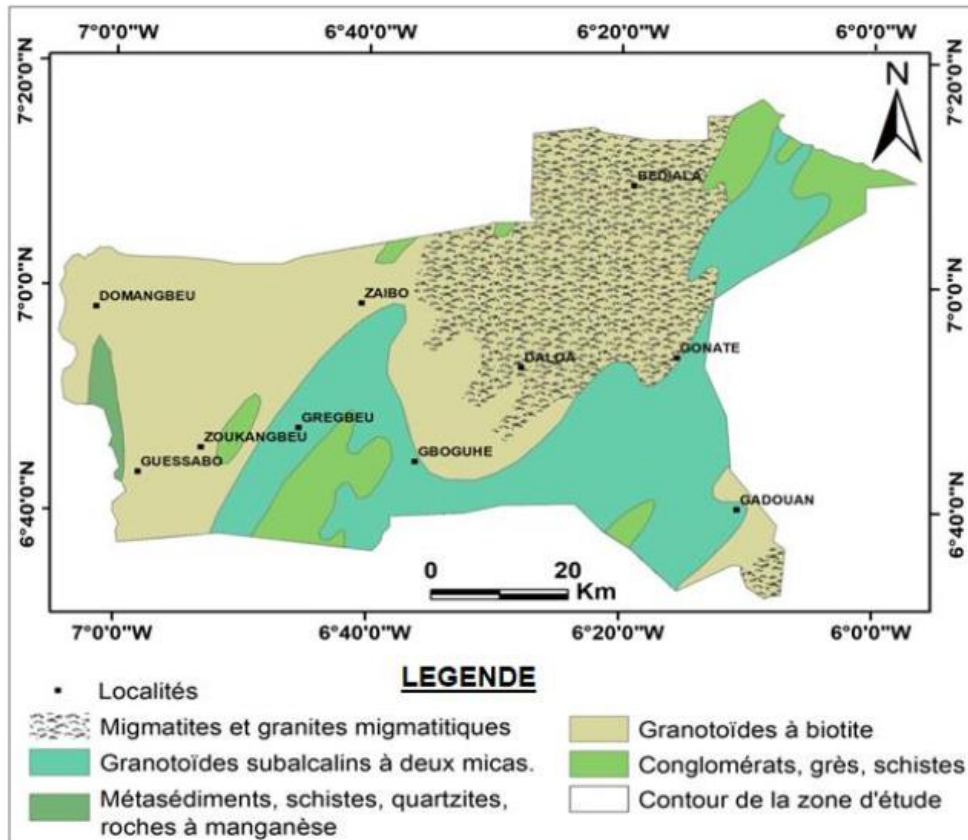 7°0'0"W 6°40'0"W 6°20'0"W 6°0'0"W
7°20'0"N
7°20'0"N
N
BEDIALA
7°0'0"N
7°0'0"N
DOMANGBEU
ZAIBO
DALOA
GONATE
GREGBEU
ZOUKANGBEU
GUESSABO
GBOGUHE
GADOUAN
6°40'0"N
6°40'0"N
0 20
Km
7°0'0"W 6°40'0"W 6°20'0"W 6°0'0"W
LEGENDE
Localités
Migmatites et granites migmatitiques
Granotoïdes subalcalins à deux micas.
Métasédiments, schistes, quartzites,
roches à manganèse
Granotoïdes à biotite
Conglomérats, grès, schistes
Contour de la zone d'étude